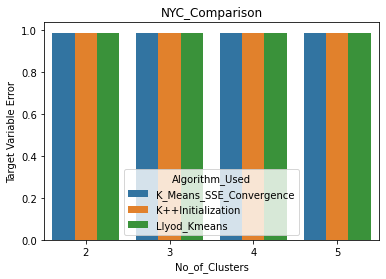 NYC_Comparison
1.0
0.8
0.6
0.4
0.2
0.0
Target Variable Error
Algorithm_Used
K_Means_SSE_Convergence
K++Initialization
Llyod_Kmeans
2 3 4 5
No_of_Clusters